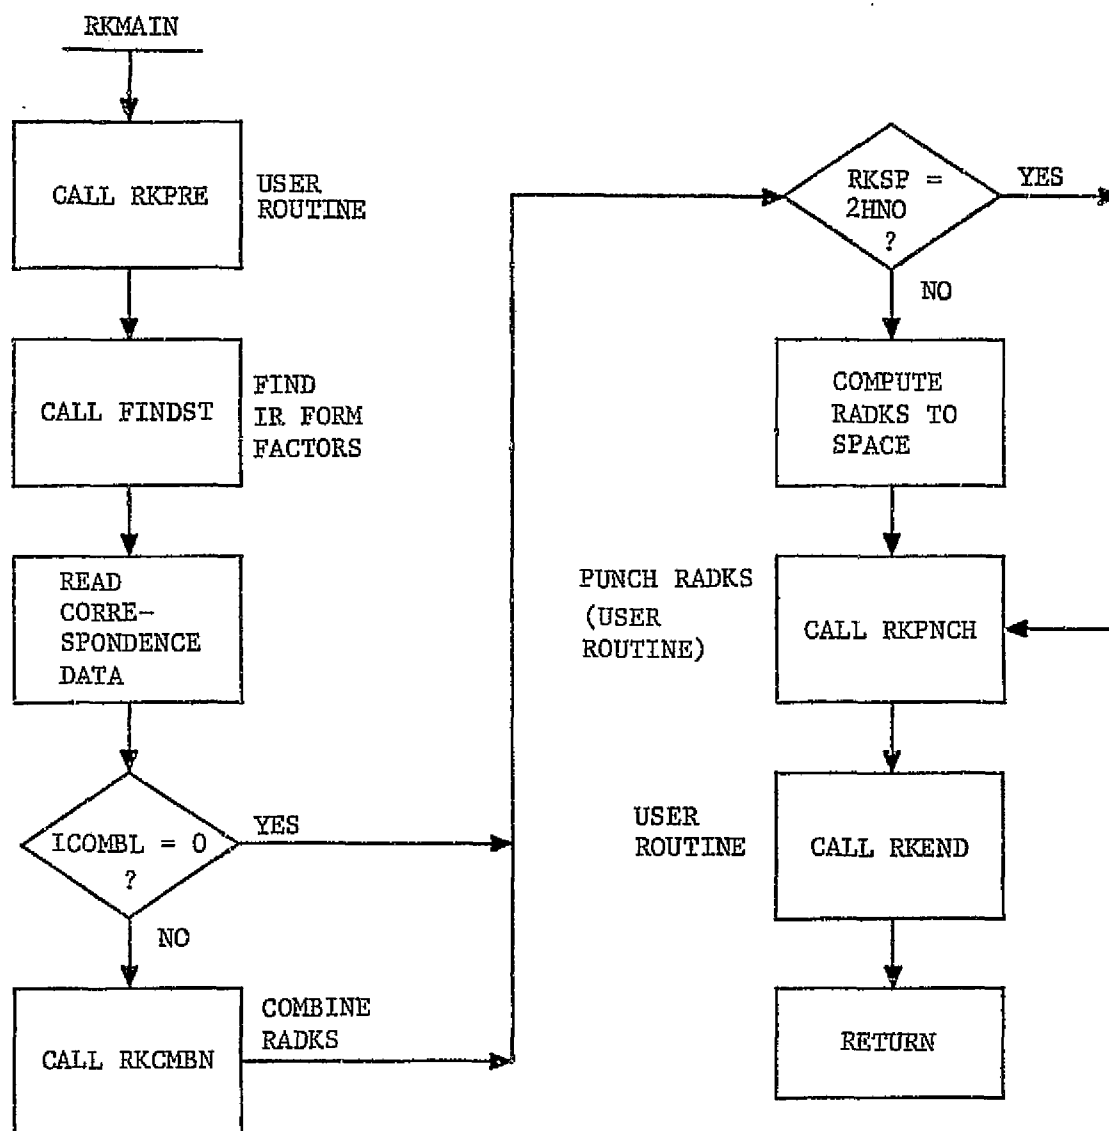 RKMAIN
CALL RKPRE
USER
ROUTINE
CALL FINDST
FIND
IR FORM
FACTORS
READ
CORRE-
SPONDENCE
DATA
ICOMBL = 0
?
YES
NO
CALL RKCMBN
COMBINE
RADKS
RKSP =
2HNO
?
YES
NO
COMPUTE
RADKS TO
SPACE
PUNCH RADKS
(USER
ROUTINE)
CALL RKPNCH
USER
ROUTINE
CALL RKEND
RETURN